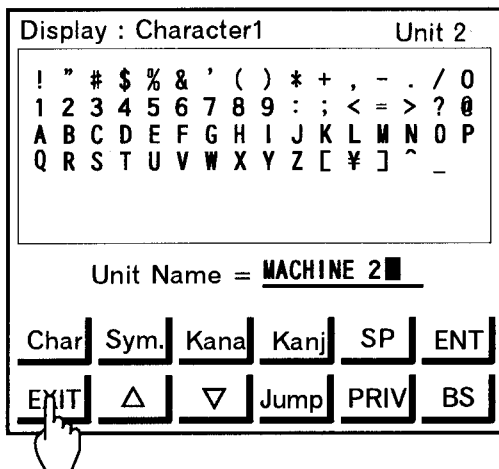 Display : Character1 Unit 2
! " # $ % & ' ( ) * + , - . / 0
1 2 3 4 5 6 7 8 9 : ; < = > ? @
A B C D E F G H I J K L M N O P
Q R S T U V W X Y Z [ ¥ ] ^ _
Unit Name = MACHINE 2
Char Sym. Kana Kanj SP ENT
EXIT △ ▽ Jump PRIV BS